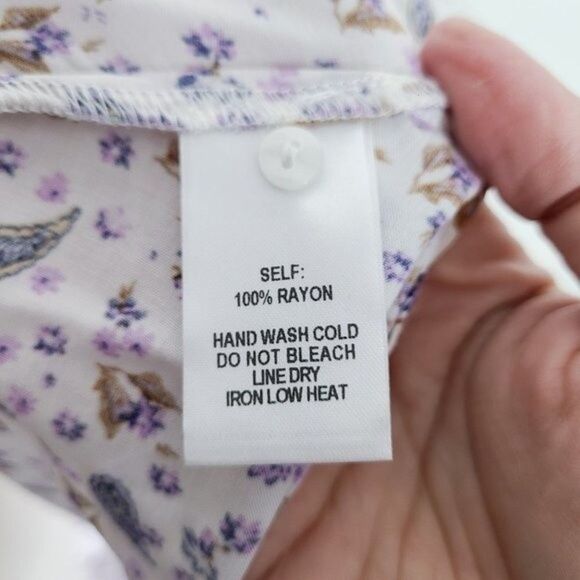 SELF:
100% RAYON
HAND WASH COLD
DO NOT BLEACH
LINE DRY
IRON LOW HEAT